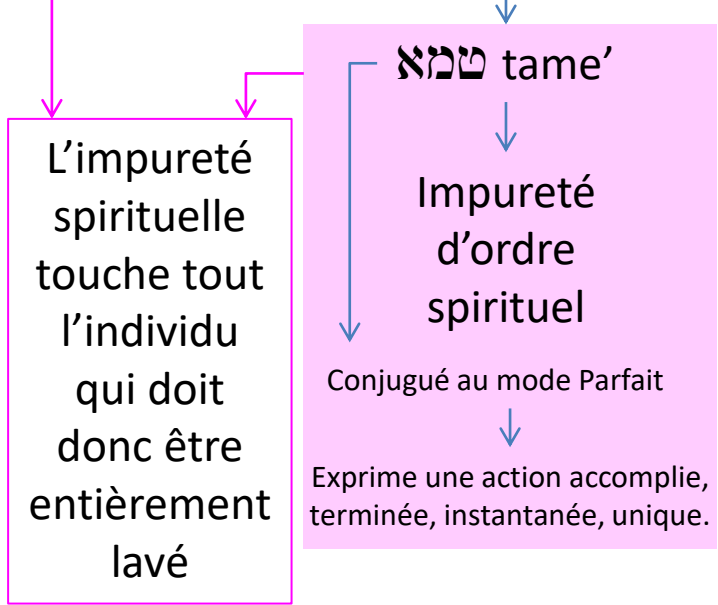 טמא tame’
Impureté
d’ordre
spirituel
Conjugué au mode Parfait
Exprime une action accomplie,
terminée, instantanée, unique.
L’impureté
spirituelle
touche tout
l’individu
qui doit
donc être
entièrement
lavé